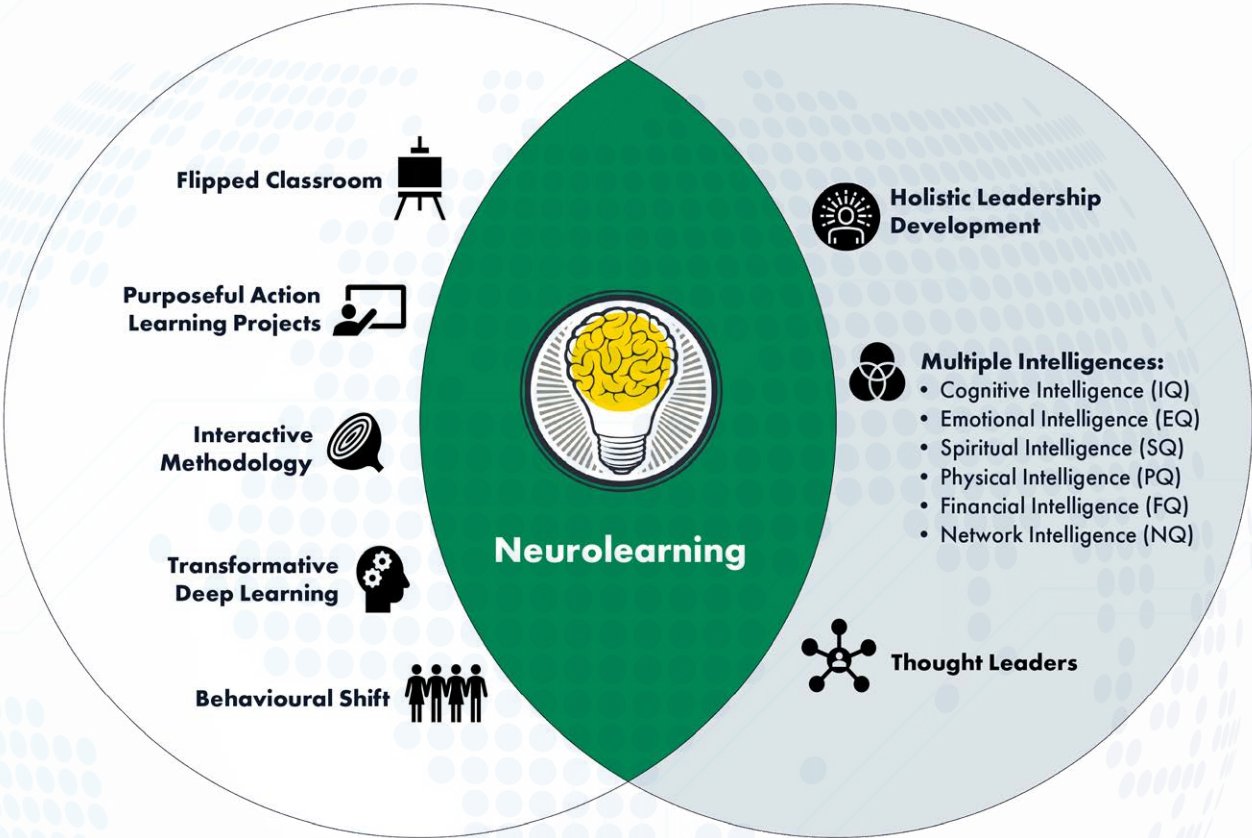 Flipped Classroom
Purposeful Action
Learning Projects
Interactive
Methodology
Transformative
Deep Learning
Behavioural Shift
Neurolearning
Holistic Leadership
Development
Multiple Intelligences:
• Cognitive Intelligence (IQ)
• Emotional Intelligence (EQ)
• Spiritual Intelligence (SQ)
• Physical Intelligence (PQ)
• Financial Intelligence (FQ)
• Network Intelligence (NQ)
Thought Leaders